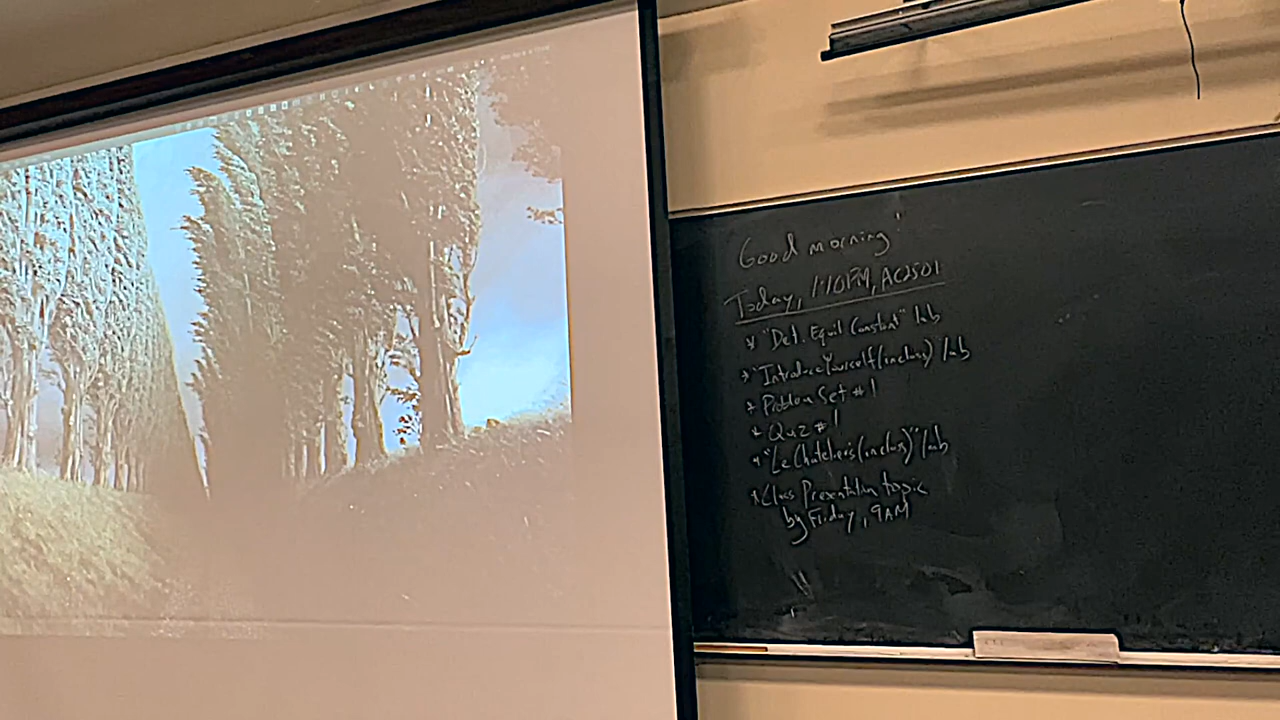 Good morning!
Today, 1:10PM, AC2501
* "Det. Equil Constant" lab
* "Introduce Yourself (inclass) lab
* Problem Set #1
* Quiz #1
* "Le Chatelier's (inclass)" lab
* Class Presentation topic
by Friday, 9AM